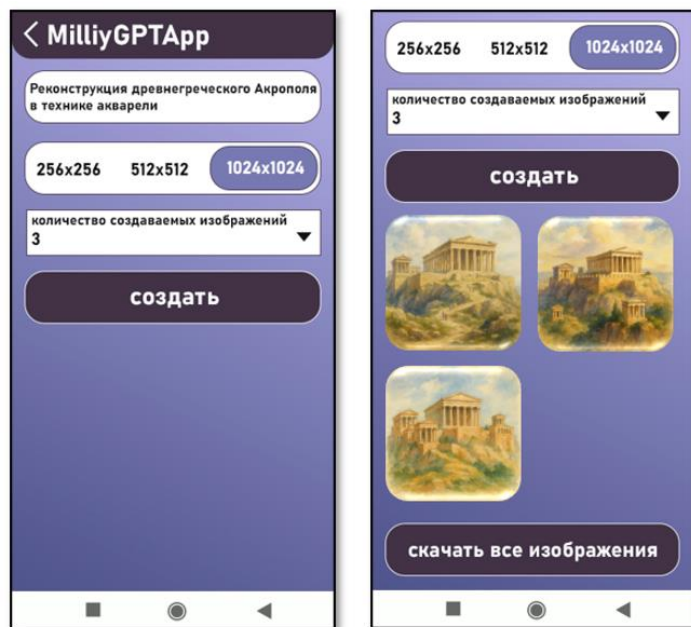 MilliyGPTApp
Реконструкция древнегреческого Акрополя
в технике акварели
256x256 512x512 1024x1024
количество создаваемых изображений
3
создать
256x256 512x512 1024x1024
количество создаваемых изображений
3
создать
скачать все изображения